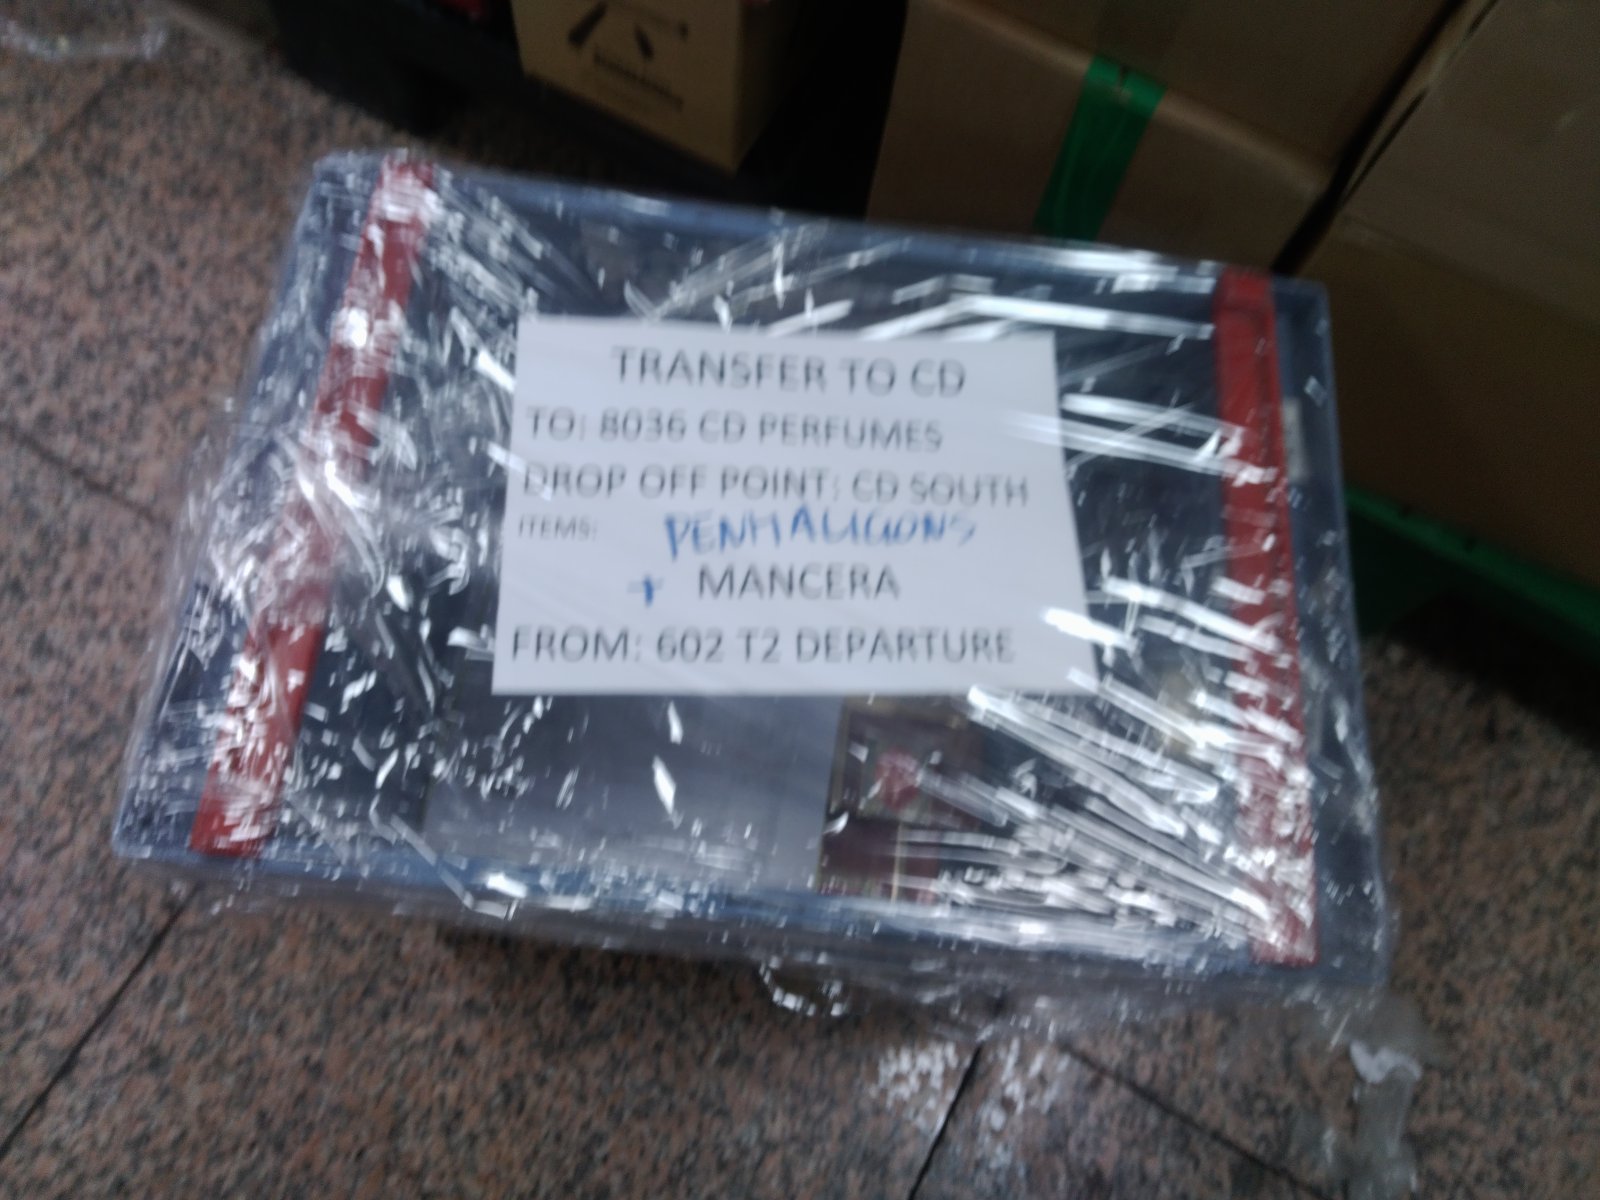 TRANSFER TO CD
TO: 8036 CD PERFUMES
DROP OFF POINT: CD SOUTH
ITEMS: PENHALIGONS
+ MANCERA
FROM: 602 T2 DEPARTURE